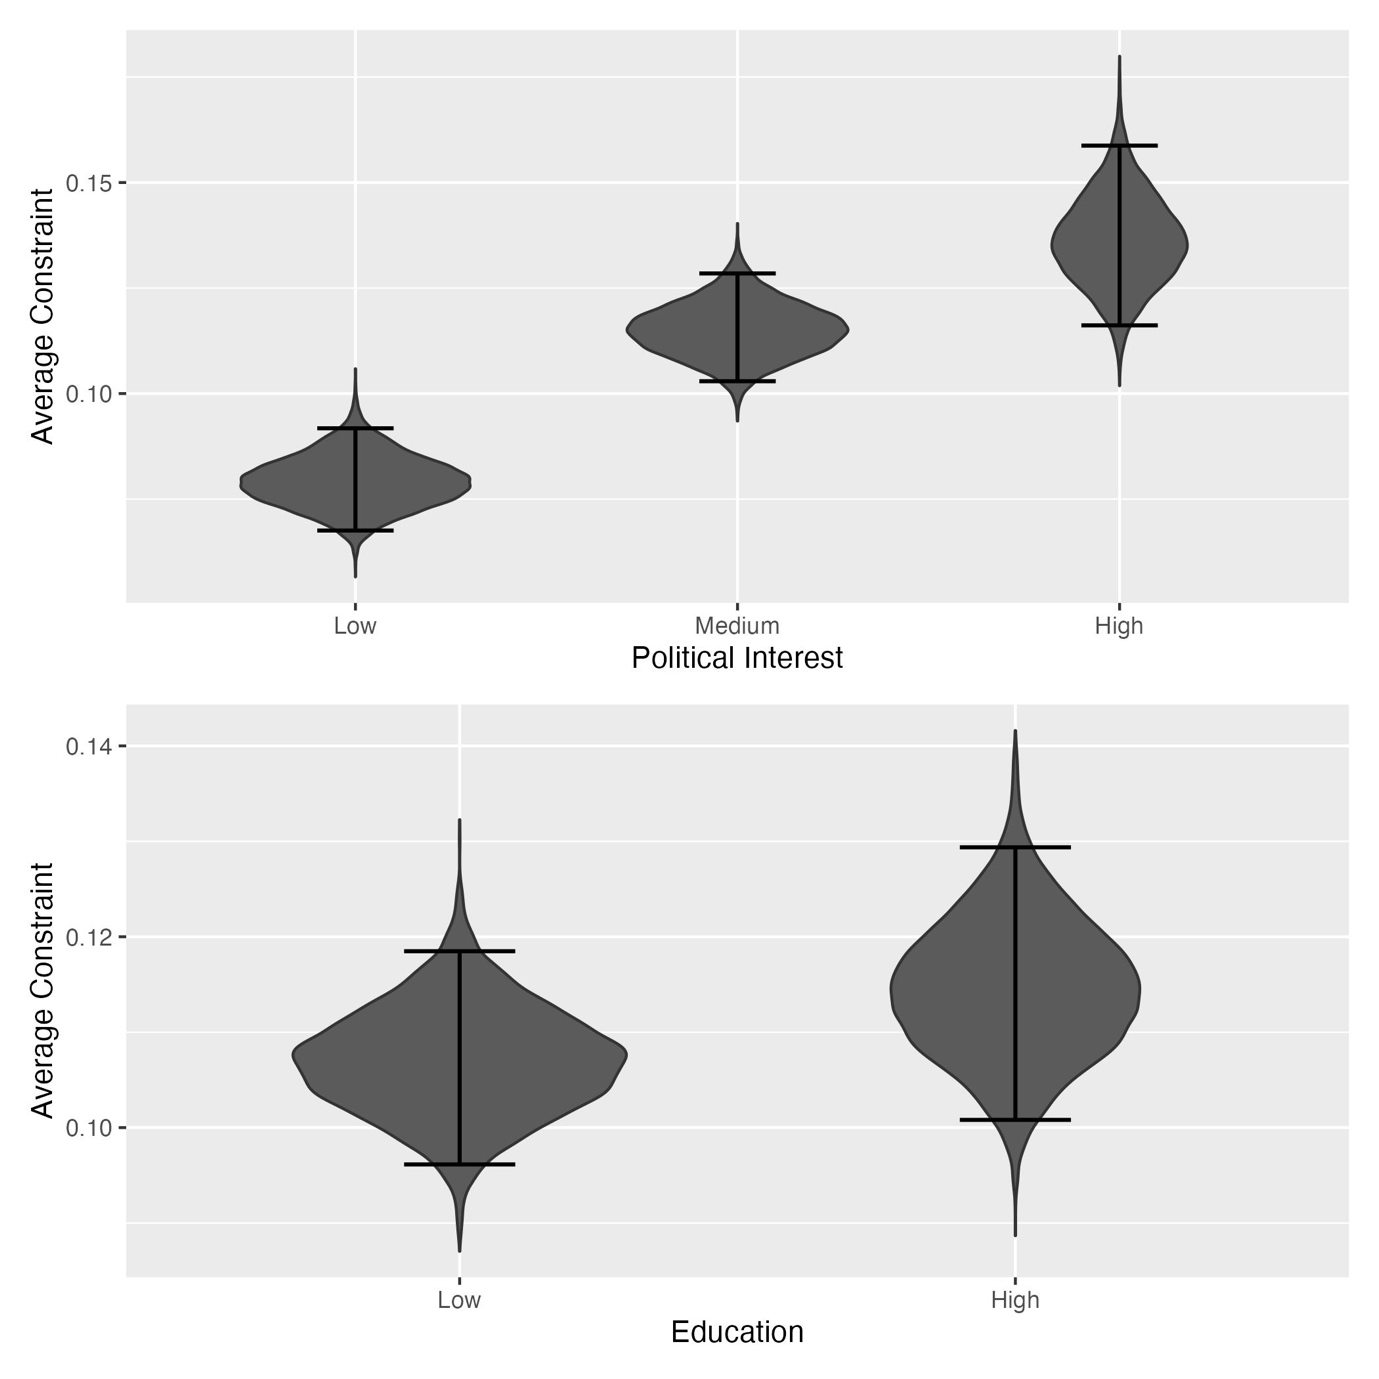 Average Constraint
0.15
0.10
Low Medium High
Political Interest
Average Constraint
0.14
0.12
0.10
Low High
Education